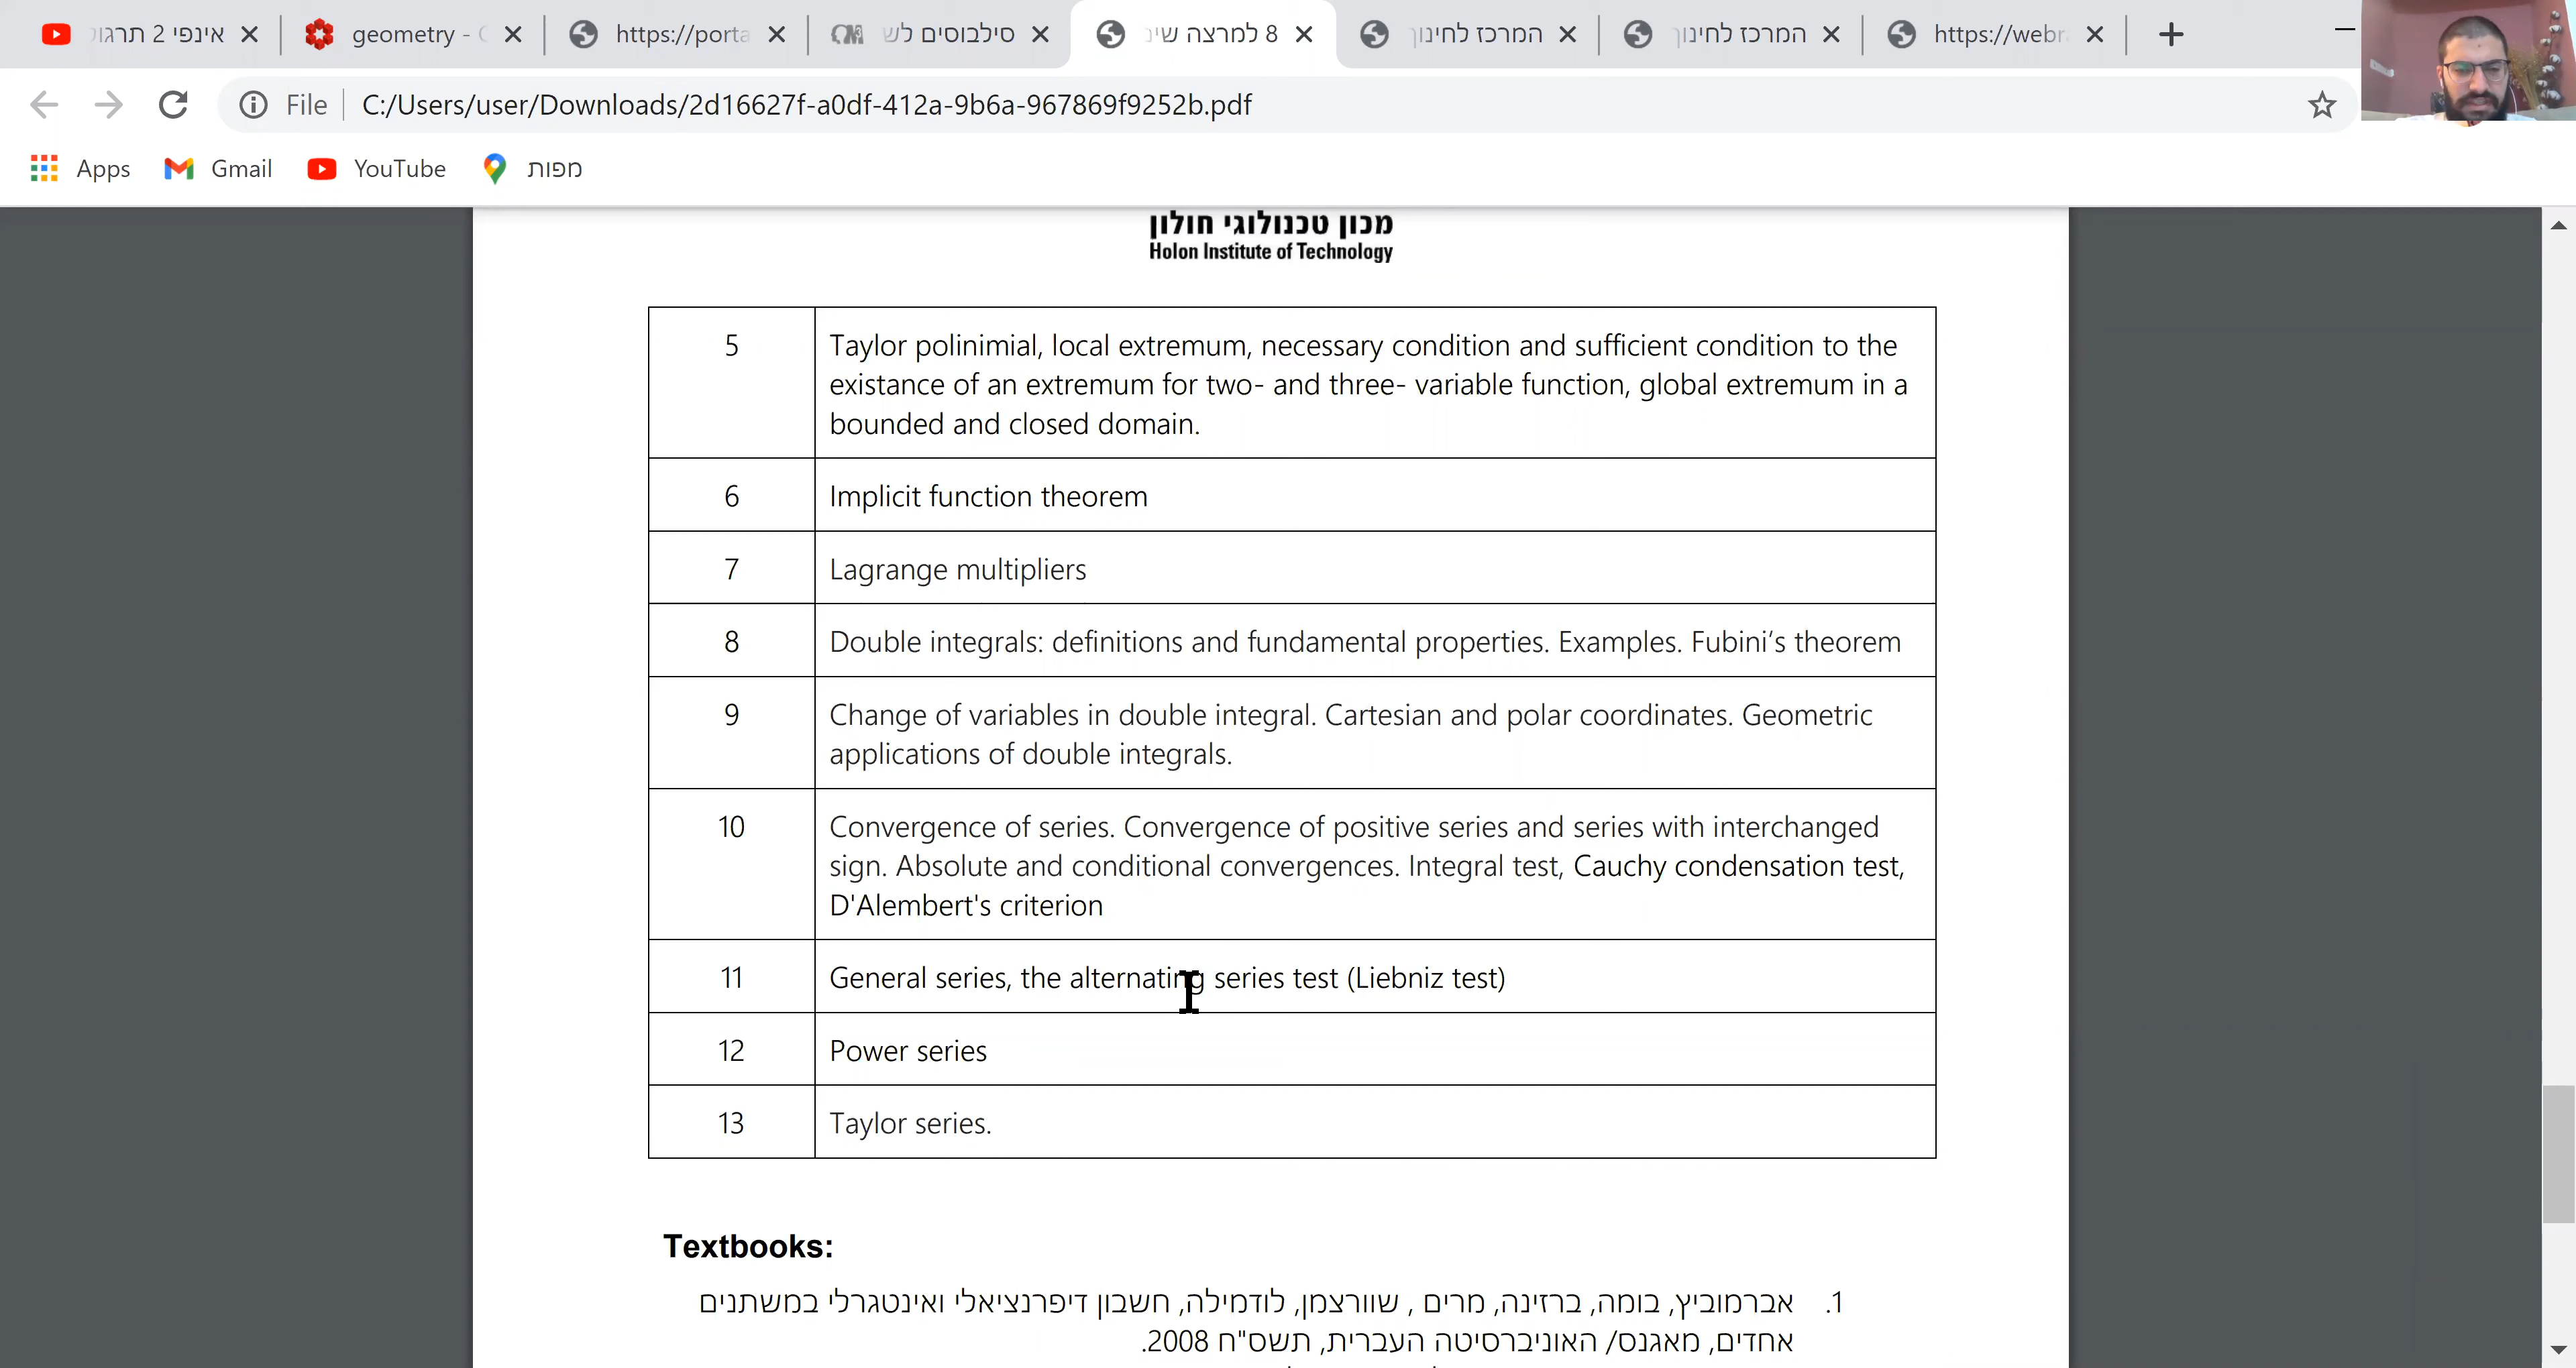 אינפי 2 תרגול
geometry -
https://porta
סילבוסים לש
8 למרצה שינ
המרכז לחינוך
המרכז לחינוך
https://webr
File
C:/Users/user/Downloads/2d16627f-a0df-412a-9b6a-967869f9252b.pdf
Apps Gmail YouTube מפות
מכון טכנולוגי חולון
Holon Institute of Technology
5 Taylor polinimial, local extremum, necessary condition and sufficient condition to the
existance of an extremum for two- and three- variable function, global extremum in a
bounded and closed domain.
6 Implicit function theorem
7 Lagrange multipliers
8 Double integrals: definitions and fundamental properties. Examples. Fubini's theorem
9 Change of variables in double integral. Cartesian and polar coordinates. Geometric
applications of double integrals.
10 Convergence of series. Convergence of positive series and series with interchanged
sign. Absolute and conditional convergences. Integral test, Cauchy condensation test,
D'Alembert's criterion
11 General series, the alternating series test (Liebniz test)
12 Power series
13 Taylor series.
Textbooks:
1. אברמוביץ, בומה, ברזינה, מרים , שוורצמן, לודמילה, חשבון דיפרנציאלי ואינטגרלי במשתנים
אחדים, מאגנס/ האוניברסיטה העברית, תשס"ח 2008.